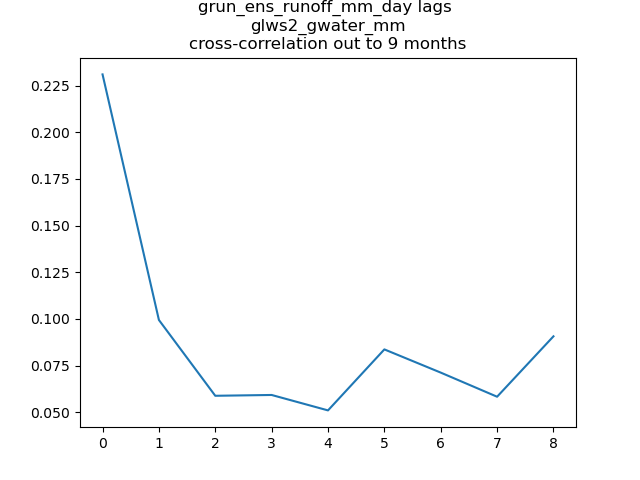 grun_ens_runoff_mm_day lags
glws2_gwater_mm
cross-correlation out to 9 months
0.225
0.200
0.175
0.150
0.125
0.100
0.075
0.050
0 1 2 3 4 5 6 7 8